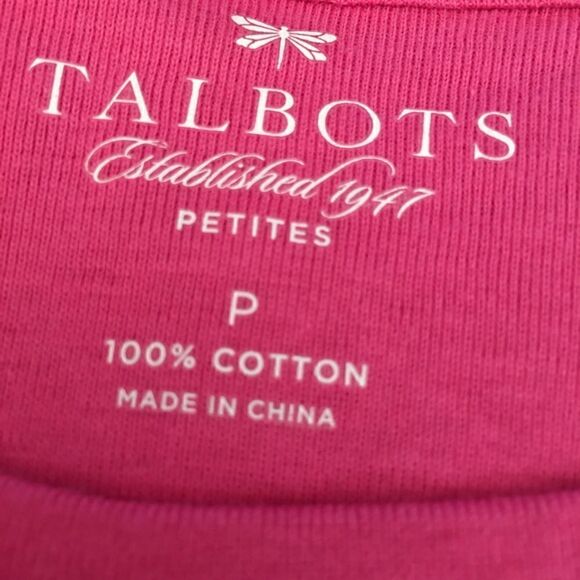 TALBOTS
Established 1947
PETITES
P
100% COTTON
MADE IN CHINA